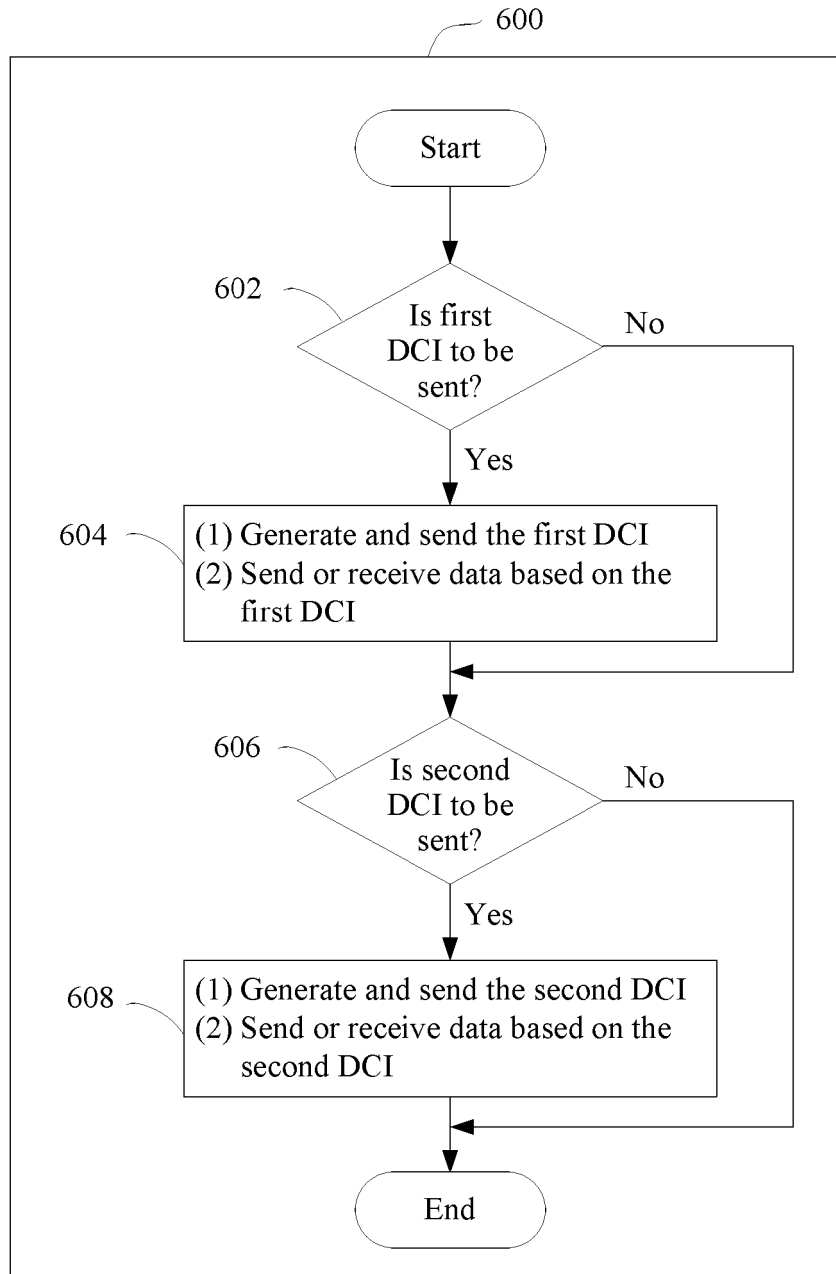 600
Start
602
Is first
DCI to be
sent?
No
Yes
604
(1) Generate and send the first DCI
(2) Send or receive data based on the
first DCI
606
Is second
DCI to be
sent?
No
Yes
608
(1) Generate and send the second DCI
(2) Send or receive data based on the
second DCI
End